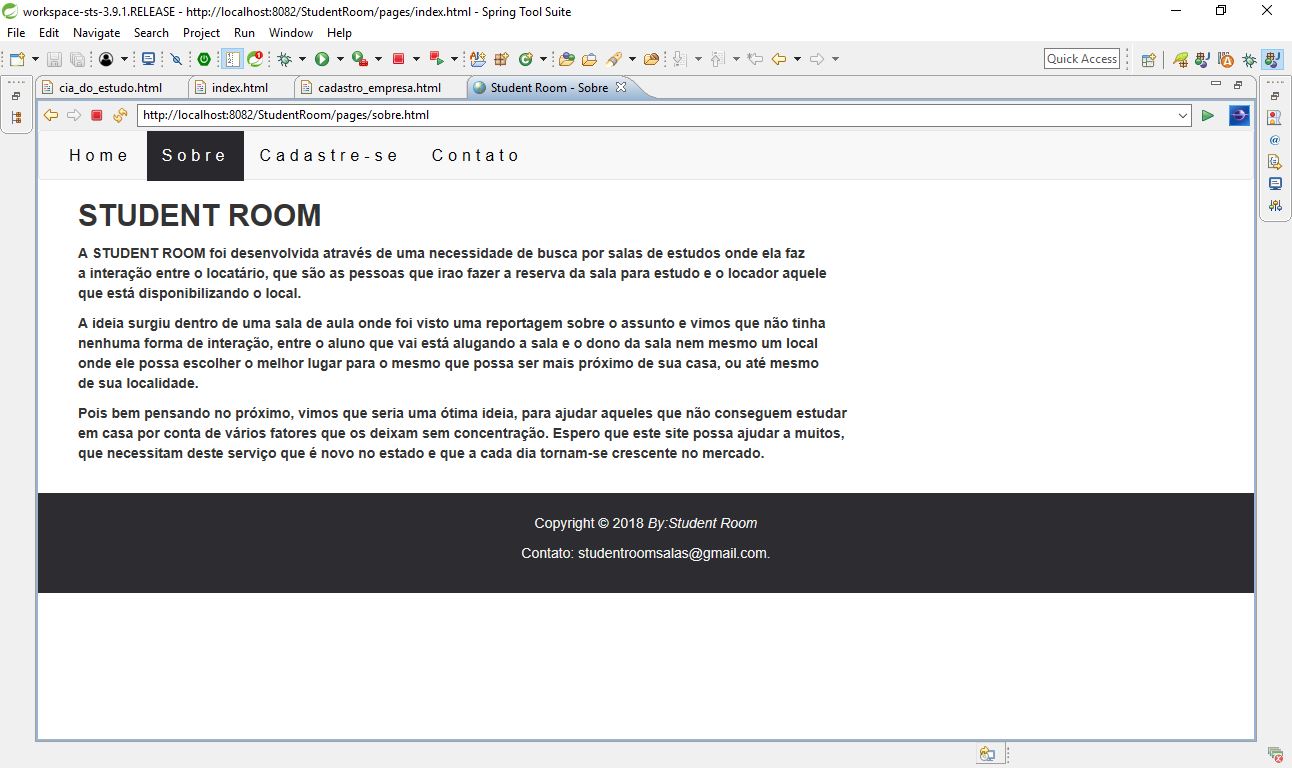 workspace-sts-3.9.1.RELEASE - http://localhost:8082/StudentRoom/pages/index.html - Spring Tool Suite
File Edit Navigate Search Project Run Window Help
Quick Access
cia_do_estudo.html index.html cadastro_empresa.html Student Room - Sobre
http://localhost:8082/StudentRoom/pages/sobre.html
Home Sobre Cadastre-se Contato
STUDENT ROOM
A STUDENT ROOM foi desenvolvida através de uma necessidade de busca por salas de estudos onde ela faz
a interação entre o locatário, que são as pessoas que irao fazer a reserva da sala para estudo e o locador aquele
que está disponibilizando o local.
A ideia surgiu dentro de uma sala de aula onde foi visto uma reportagem sobre o assunto e vimos que não tinha
nenhuma forma de interação, entre o aluno que vai está alugando a sala e o dono da sala nem mesmo um local
onde ele possa escolher o melhor lugar para o mesmo que possa ser mais próximo de sua casa, ou até mesmo
de sua localidade.
Pois bem pensando no próximo, vimos que seria uma ótima ideia, para ajudar aqueles que não conseguem estudar
em casa por conta de vários fatores que os deixam sem concentração. Espero que este site possa ajudar a muitos,
que necessitam deste serviço que é novo no estado e que a cada dia tornam-se crescente no mercado.
Copyright © 2018 By:Student Room
Contato: studentroomsalas@gmail.com.